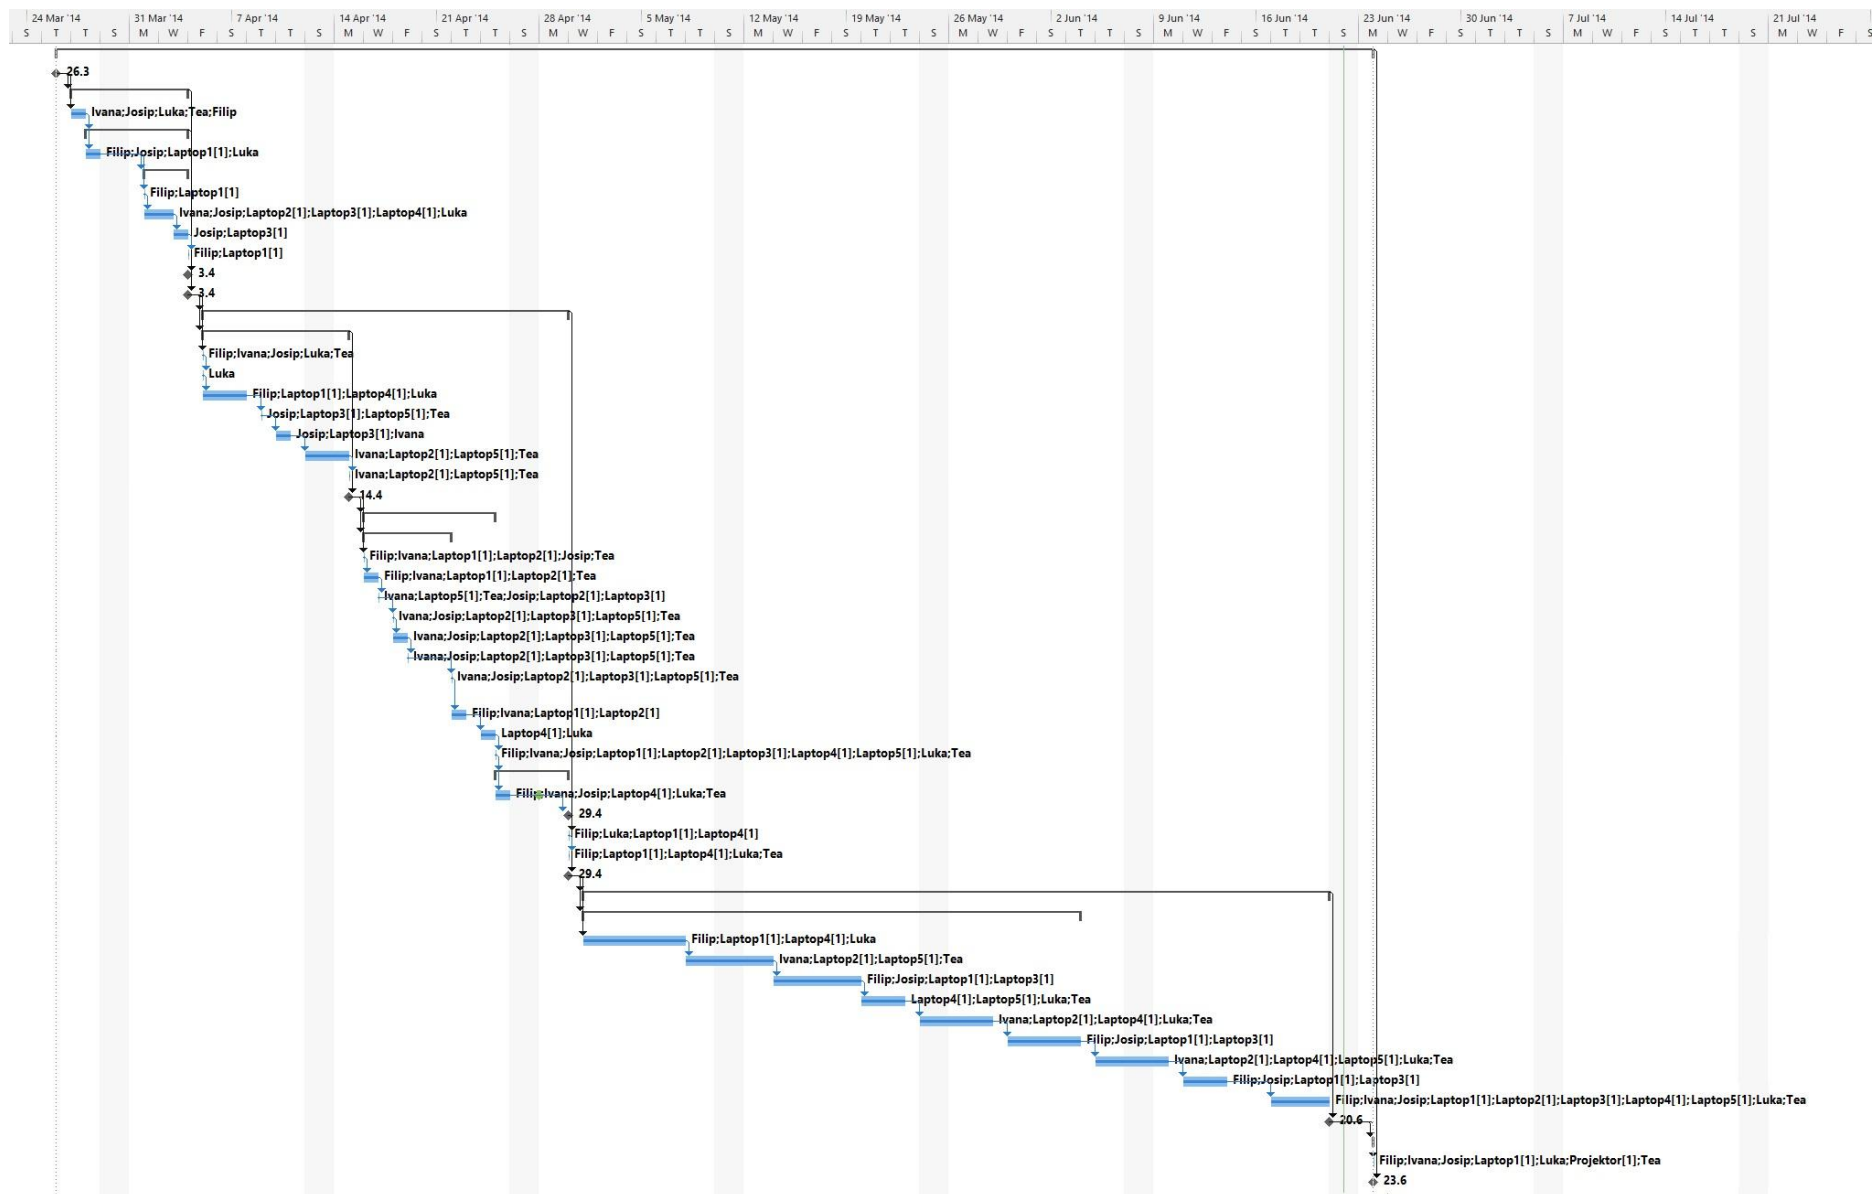 24 Mar '14 31 Mar '14 7 Apr '14 14 Apr '14 21 Apr '14 28 Apr '14 5 May '14 12 May '14 19 May '14 26 May '14 2 Jun '14 9 Jun '14 16 Jun '14 23 Jun '14 30 Jun '14 7 Jul '14 14 Jul '14 21 Jul '14
S T T S M W F S T T S M W F S T T S M W F S T T S M W F S T T S M W F S T T S M W F S T T S M W F S T T S M W F S T T S M W F S
26.3
Ivana;Josip;Luka;Tea;Filip
Filip;Josip;Laptop1[1];Luka
Filip;Laptop1[1]
Ivana;Josip;Laptop2[1];Laptop3[1];Laptop4[1];Luka
Josip;Laptop3[1]
Filip;Laptop1[1]
3.4
3.4
Filip;Ivana;Josip;Luka;Tea
Luka
Filip;Laptop1[1];Laptop4[1];Luka
Josip;Laptop3[1];Laptop5[1];Tea
Josip;Laptop3[1];Ivana
Ivana;Laptop2[1];Laptop5[1];Tea
Ivana;Laptop2[1];Laptop5[1];Tea
14.4
Filip;Ivana;Laptop1[1];Laptop2[1];Josip;Tea
Filip;Ivana;Laptop1[1];Laptop2[1];Tea
Ivana;Laptop5[1];Tea;Josip;Laptop2[1];Laptop3[1]
Ivana;Josip;Laptop2[1];Laptop3[1];Laptop5[1];Tea
Ivana;Josip;Laptop2[1];Laptop3[1];Laptop5[1];Tea
Ivana;Josip;Laptop2[1];Laptop3[1];Laptop5[1];Tea
Ivana;Josip;Laptop2[1];Laptop3[1];Laptop5[1];Tea
Filip;Ivana;Laptop1[1];Laptop2[1]
Laptop4[1];Luka
Filip;Ivana;Josip;Laptop1[1];Laptop2[1];Laptop3[1];Laptop4[1];Laptop5[1];Luka;Tea
Filip;Ivana;Josip;Laptop4[1];Luka;Tea
29.4
Filip;Luka;Laptop1[1];Laptop4[1]
Filip;Laptop1[1];Laptop4[1];Luka;Tea
29.4
Filip;Laptop1[1];Laptop4[1];Luka
Ivana;Laptop2[1];Laptop5[1];Tea
Filip;Josip;Laptop1[1];Laptop3[1]
Laptop4[1];Laptop5[1];Luka;Tea
Ivana;Laptop2[1];Laptop4[1];Luka;Tea
Filip;Josip;Laptop1[1];Laptop3[1]
Ivana;Laptop2[1];Laptop4[1];Laptop5[1];Luka;Tea
Filip;Josip;Laptop1[1];Laptop3[1]
Filip;Ivana;Josip;Laptop1[1];Laptop2[1];Laptop3[1];Laptop4[1];Laptop5[1];Luka;Tea
20.6
Filip;Ivana;Josip;Laptop1[1];Luka;Projektor[1];Tea
23.6